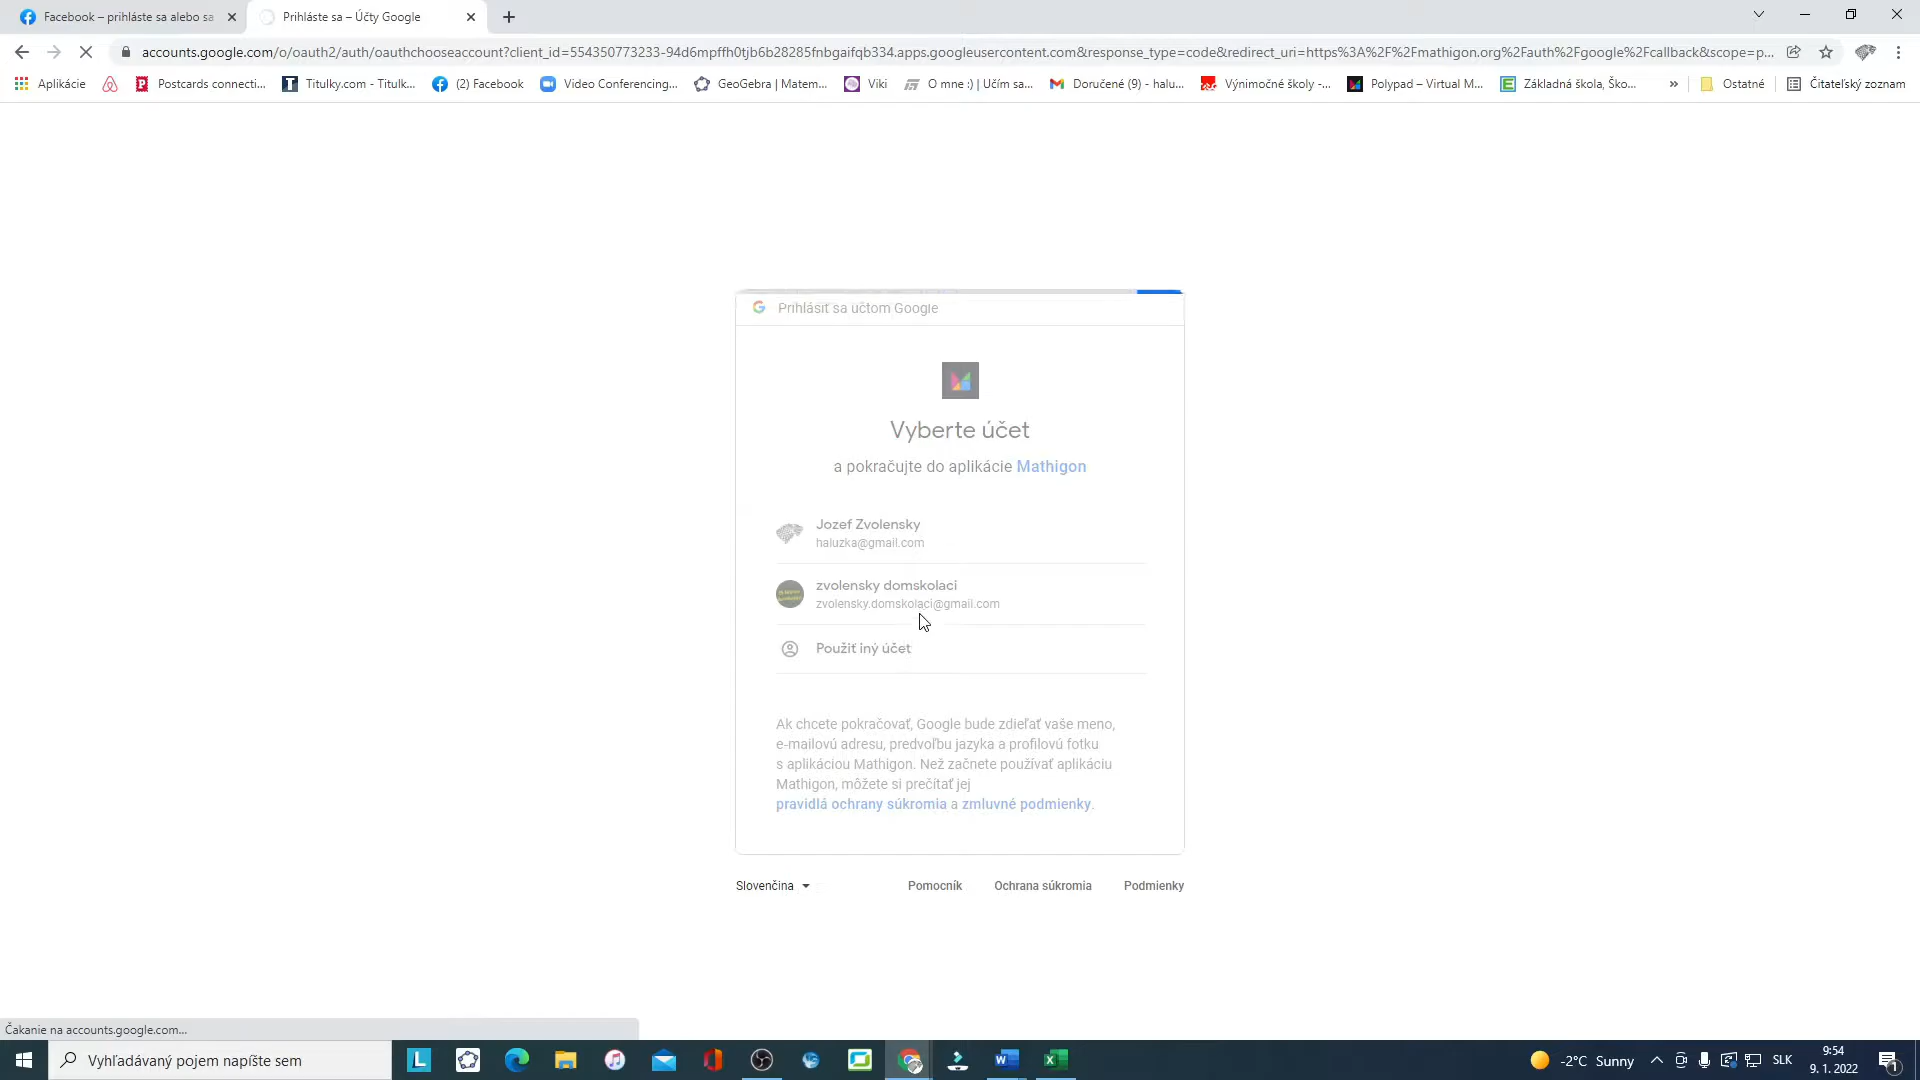 Facebook – prihláste sa alebo sa
Prihláste sa – Účty Google
accounts.google.com/o/oauth2/auth/oauthchooseaccount?client_id=554350773233-94d6mpffh0tjb6b28285fnbgaifqb334.apps.googleusercontent.com&response_type=code&redirect_uri=https%3A%2F%2Fmathigon.org%2Fauth%2Fgoogle%2Fcallback&scope=p...
Aplikácie
Postcards connecti...
Titulky.com - Titulk...
(2) Facebook
Video Conferencing...
GeoGebra | Matem...
Viki
O mne :) | Učím sa...
Doručené (9) - halu...
Výnimočné školy -...
Polypad – Virtual M...
Základná škola, Ško...
»
Ostatné
Čitateľský zoznam
Prihlásiť sa účtom Google
Vyberte účet
a pokračujte do aplikácie Mathigon
Jozef Zvolensky
haluzka@gmail.com
zvolensky domskolaci
zvolensky.domskolaci@gmail.com
Použiť iný účet
Ak chcete pokračovať, Google bude zdieľať vaše meno,
e-mailovú adresu, predvoľbu jazyka a profilovú fotku
s aplikáciou Mathigon. Než začnete používať aplikáciu
Mathigon, môžete si prečítať jej
pravidlá ochrany súkromia a zmluvné podmienky.
Slovenčina
Pomocník
Ochrana súkromia
Podmienky
Čakanie na accounts.google.com...
Vyhľadávaný pojem napíšte sem
-2°C Sunny
SLK
9:54
9. 1. 2022
1